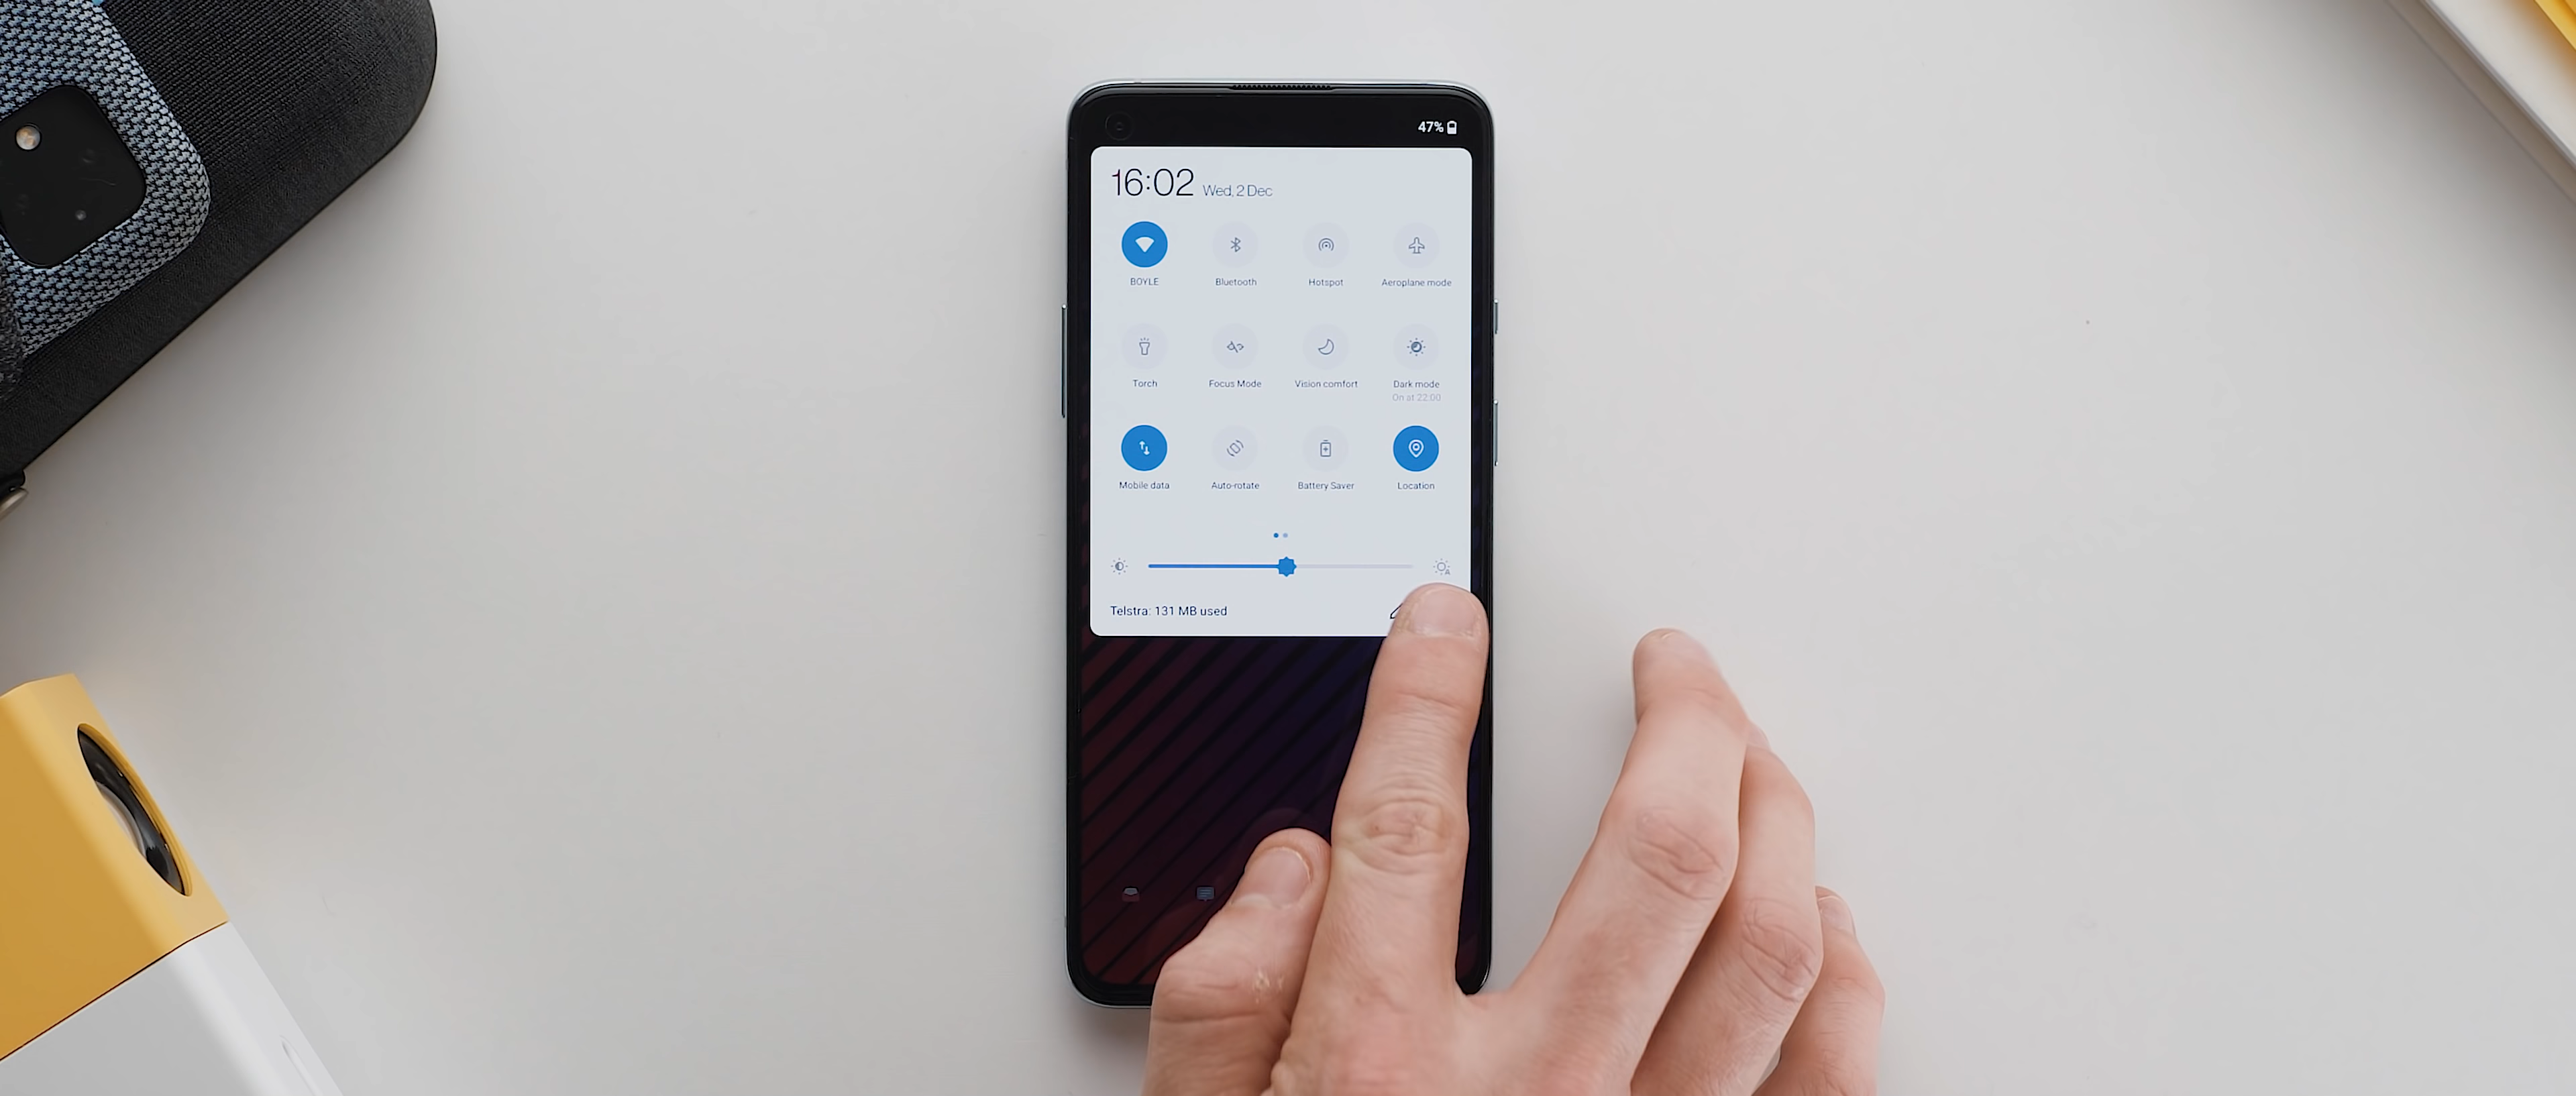 47%
16:02 Wed, 2 Dec
BOYLE Bluetooth Hotspot Aeroplane mode
Torch Focus Mode Vision comfort Dark mode
On at 22:00
Mobile data Auto-rotate Battery Saver Location
Telstra: 131 MB used